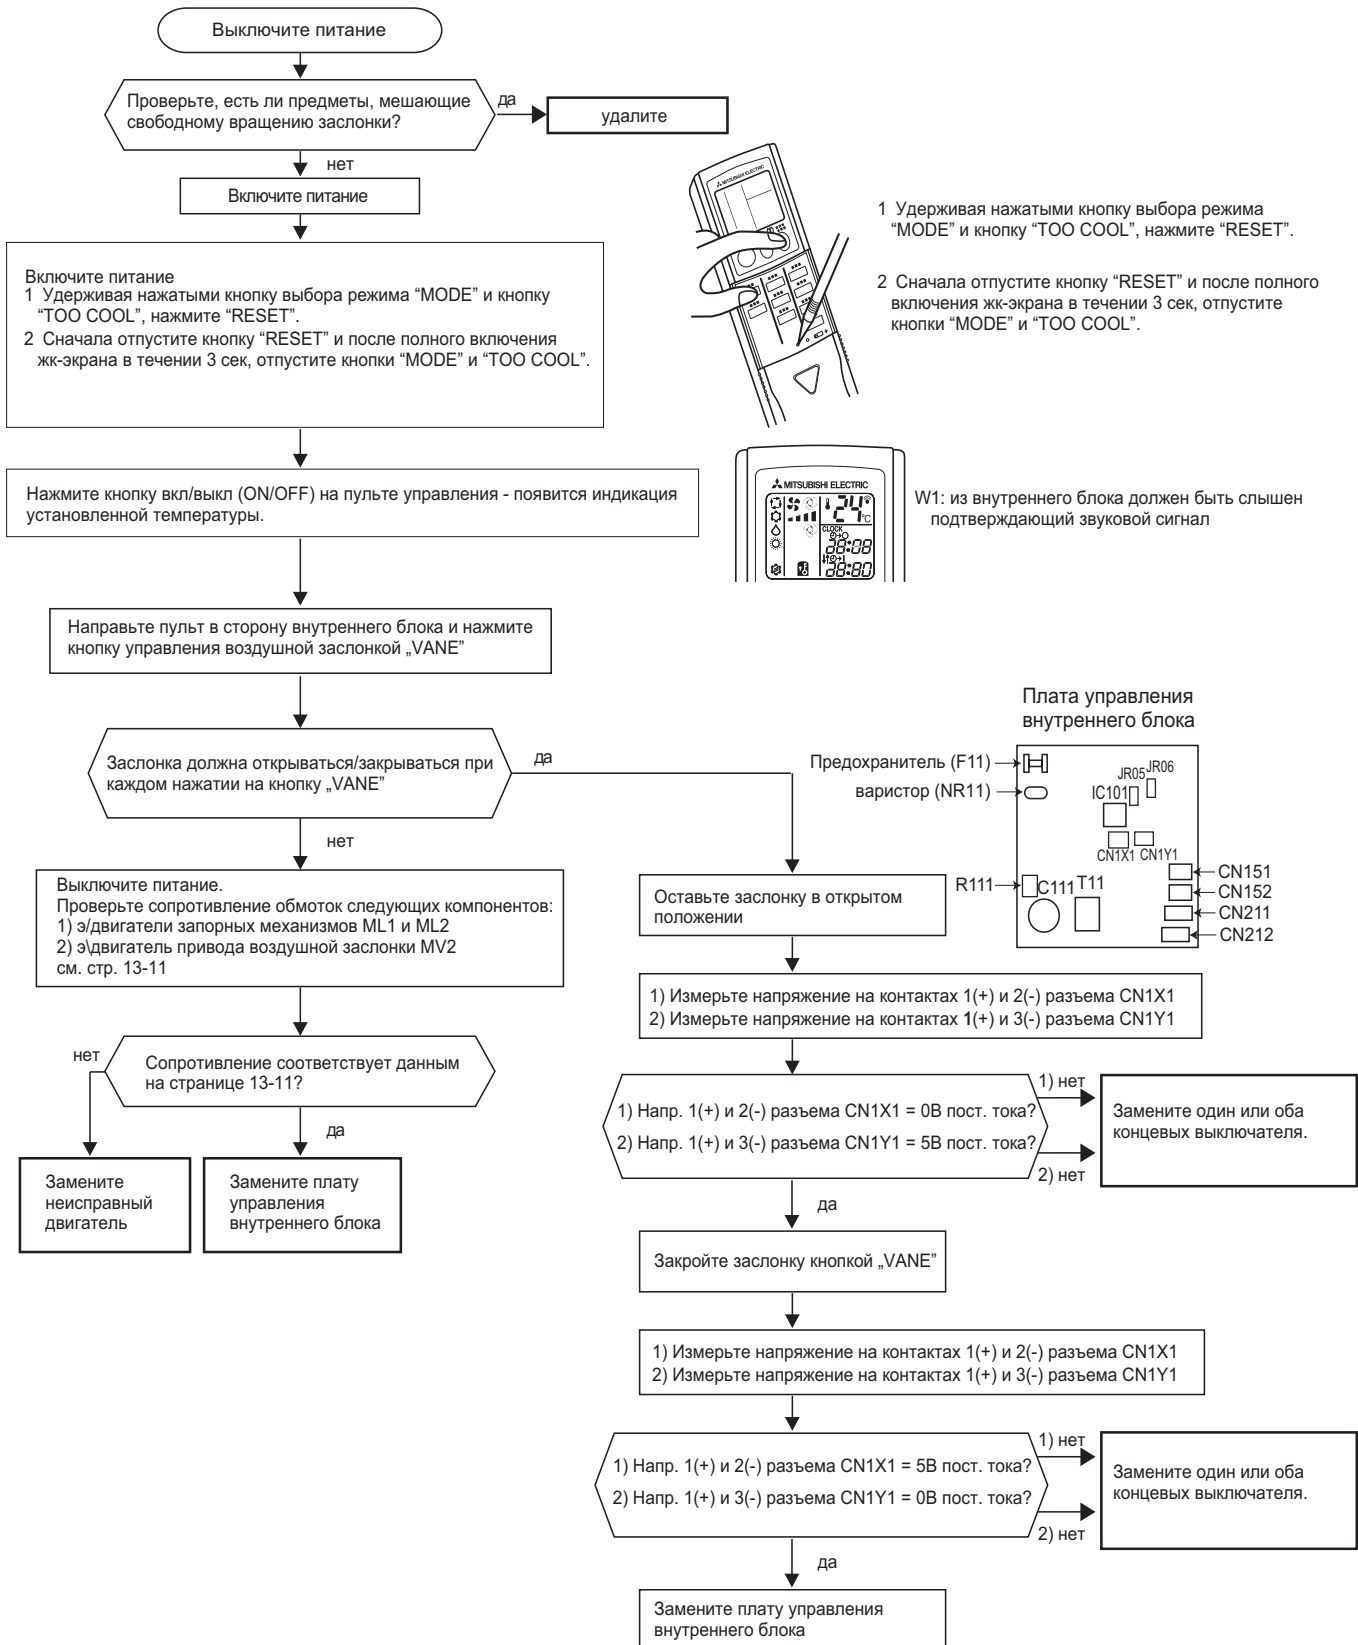 Выключите питание
Проверьте, есть ли предметы, мешающие
свободному вращению заслонки?
да
удалите
нет
Включите питание
Включите питание
1 Удерживая нажатыми кнопку выбора режима “MODE” и кнопку
“TOO COOL”, нажмите “RESET”.
2 Сначала отпустите кнопку “RESET” и после полного включения
жк-экрана в течении 3 сек, отпустите кнопки “MODE” и “TOO COOL”.
MITSUBISHI ELECTRIC
1 Удерживая нажатыми кнопку выбора режима
“MODE” и кнопку “TOO COOL”, нажмите “RESET”.
2 Сначала отпустите кнопку “RESET” и после полного
включения жк-экрана в течении 3 сек, отпустите
кнопки “MODE” и “TOO COOL”.
Нажмите кнопку вкл/выкл (ON/OFF) на пульте управления - появится индикация
установленной температуры.
MITSUBISHI ELECTRIC
24°C
CLOCK
38:08
38:80
W1: из внутреннего блока должен быть слышен
подтверждающий звуковой сигнал
Направьте пульт в сторону внутреннего блока и нажмите
кнопку управления воздушной заслонкой „VANE”
Заслонка должна открываться/закрываться при
каждом нажатии на кнопку „VANE”
да
нет
Плата управления
внутреннего блока
Предохранитель (F11)
варистор (NR11)
JR05
JR06
IC101
CN1X1
CN1Y1
R111
C111
T11
CN151
CN152
CN211
CN212
Выключите питание.
Проверьте сопротивление обмоток следующих компонентов:
1) э/двигатели запорных механизмов ML1 и ML2
2) э\двигатель привода воздушной заслонки MV2
см. стр. 13-11
Сопротивление соответствует данным
на странице 13-11?
нет
да
Замените
неисправный
двигатель
Замените плату
управления
внутреннего блока
Оставьте заслонку в открытом
положении
1) Измерьте напряжение на контактах 1(+) и 2(-) разъема CN1X1
2) Измерьте напряжение на контактах 1(+) и 3(-) разъема CN1Y1
1) Напр. 1(+) и 2(-) разъема CN1X1 = 0В пост. тока?
2) Напр. 1(+) и 3(-) разъема CN1Y1 = 5В пост. тока?
1) нет
2) нет
Замените один или оба
концевых выключателя.
да
Закройте заслонку кнопкой „VANE”
1) Измерьте напряжение на контактах 1(+) и 2(-) разъема CN1X1
2) Измерьте напряжение на контактах 1(+) и 3(-) разъема CN1Y1
1) Напр. 1(+) и 2(-) разъема CN1X1 = 5В пост. тока?
2) Напр. 1(+) и 3(-) разъема CN1Y1 = 0В пост. тока?
1) нет
2) нет
Замените один или оба
концевых выключателя.
да
Замените плату управления
внутреннего блока